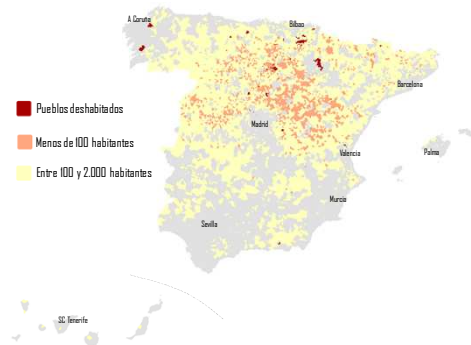 A Coruña
Bilbao
Barcelona
Pueblos deshabitados
Madrid
Menos de 100 habitantes
Valencia
Palma
Entre 100 y 2.000 habitantes
Murcia
Sevilla
SC Tenerife